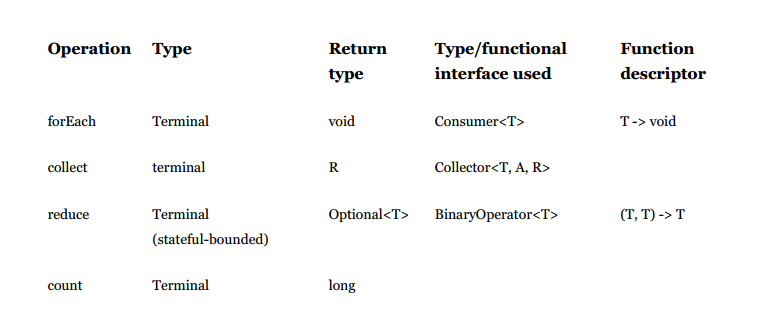 Operation Type Return type Type/functional interface used Function descriptor
forEach Terminal void Consumer<T> T -> void
collect terminal R Collector<T, A, R>
reduce Terminal (stateful-bounded) Optional<T> BinaryOperator<T> (T, T) -> T
count Terminal long